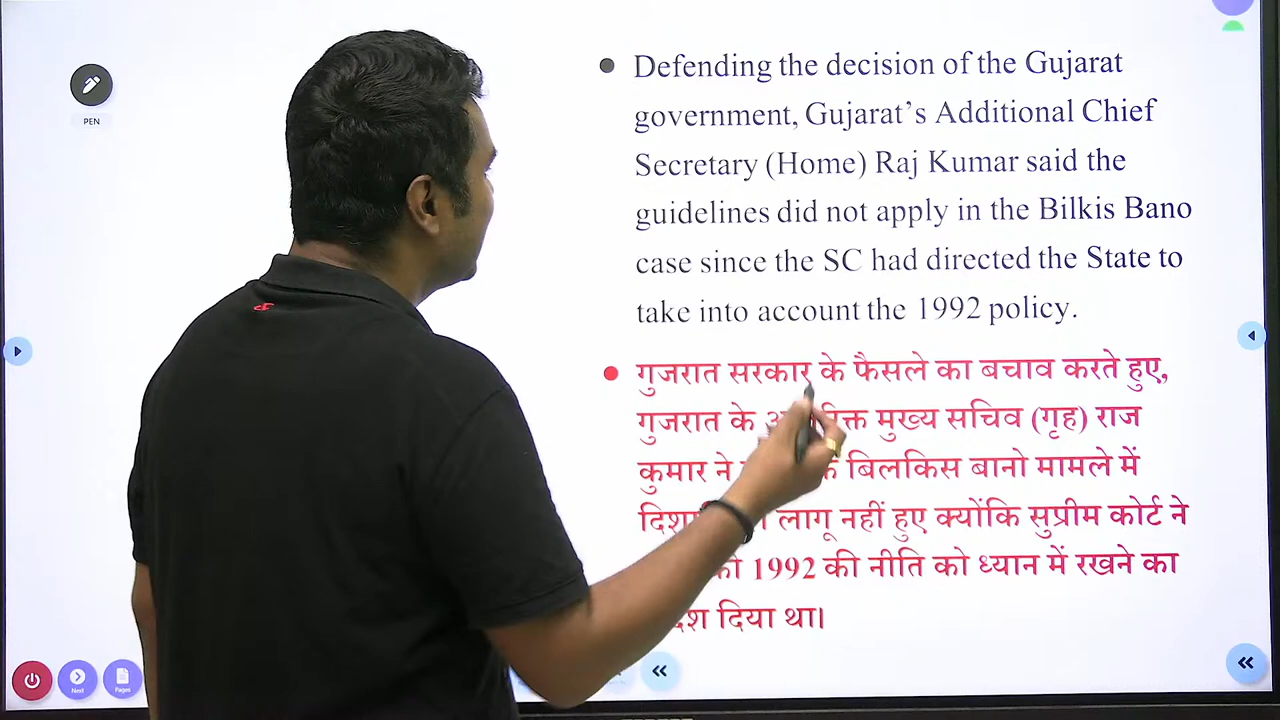 PEN
Defending the decision of the Gujarat
government, Gujarat's Additional Chief
Secretary (Home) Raj Kumar said the
guidelines did not apply in the Bilkis Bano
case since the SC had directed the State to
take into account the 1992 policy.
गुजरात सरकार के फैसले का बचाव करते हुए,
गुजरात के मुख्य सचिव (गृह) राज
कुमार ने बिलकिस बानो मामले में
लागू नहीं हुए क्योंकि सुप्रीम कोर्ट ने
को 1992 की नीति को ध्यान में रखने का
दिया था।
Next
Pages